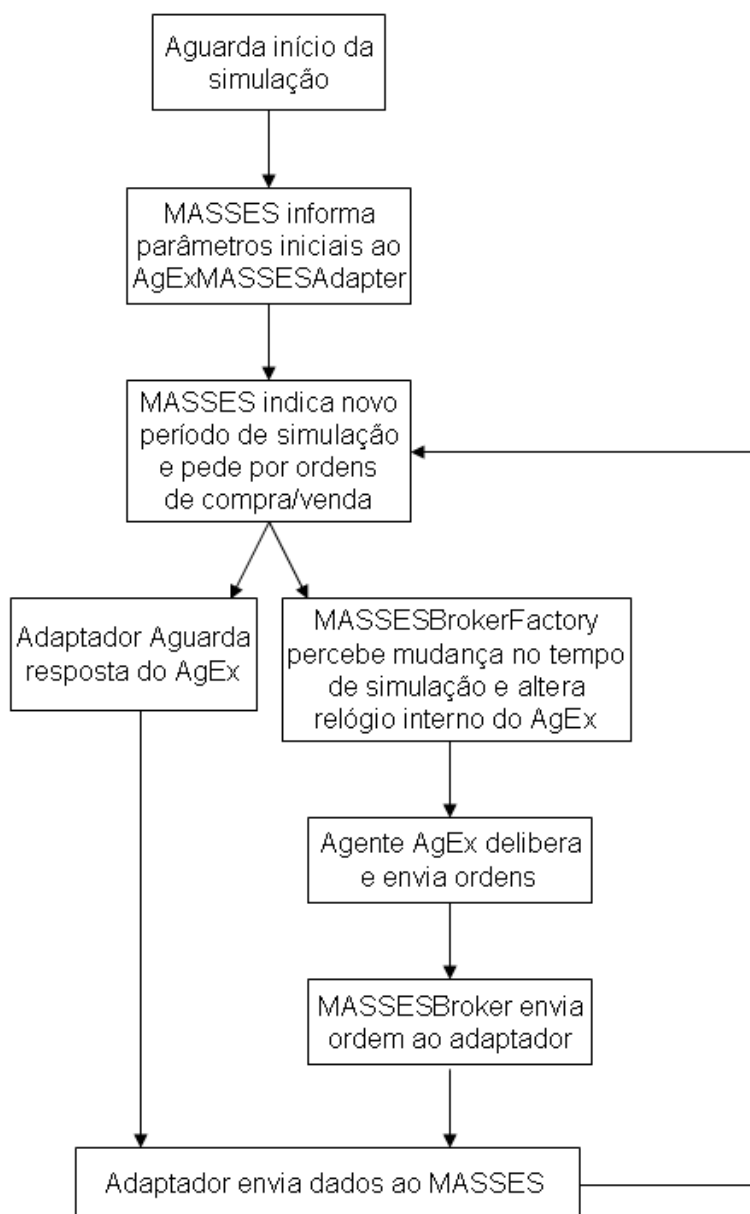 Aguarda início da
simulação
MASSES informa
parâmetros iniciais ao
AgExMASSESAdapter
MASSES indica novo
período de simulação
e pede por ordens
de compra/venda
Adaptador Aguarda
resposta do AgEx
MASSESBrokerFactory
percebe mudança no tempo
de simulação e altera
relógio interno do AgEx
Agente AgEx delibera
e envia ordens
MASSESBroker envia
ordem ao adaptador
Adaptador envia dados ao MASSES